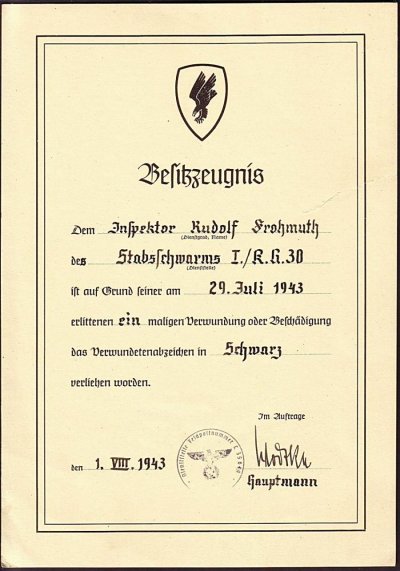 Besitzzeugnis
Dem Inspektor Rudolf Frohmuth
(Dienstgrad, Name)
des Stabsschwarms I./K.G.30
(Dienststelle)
ist auf Grund seiner am 29. Juli 1943
erlittenen ein maligen Verwundung oder Beschädigung
das Verwundetenabzeichen in Schwarz
verliehen worden.
Im Auftrage
den 1. VIII. 1943
Hauptmann
Dienststelle Feldpostnummer